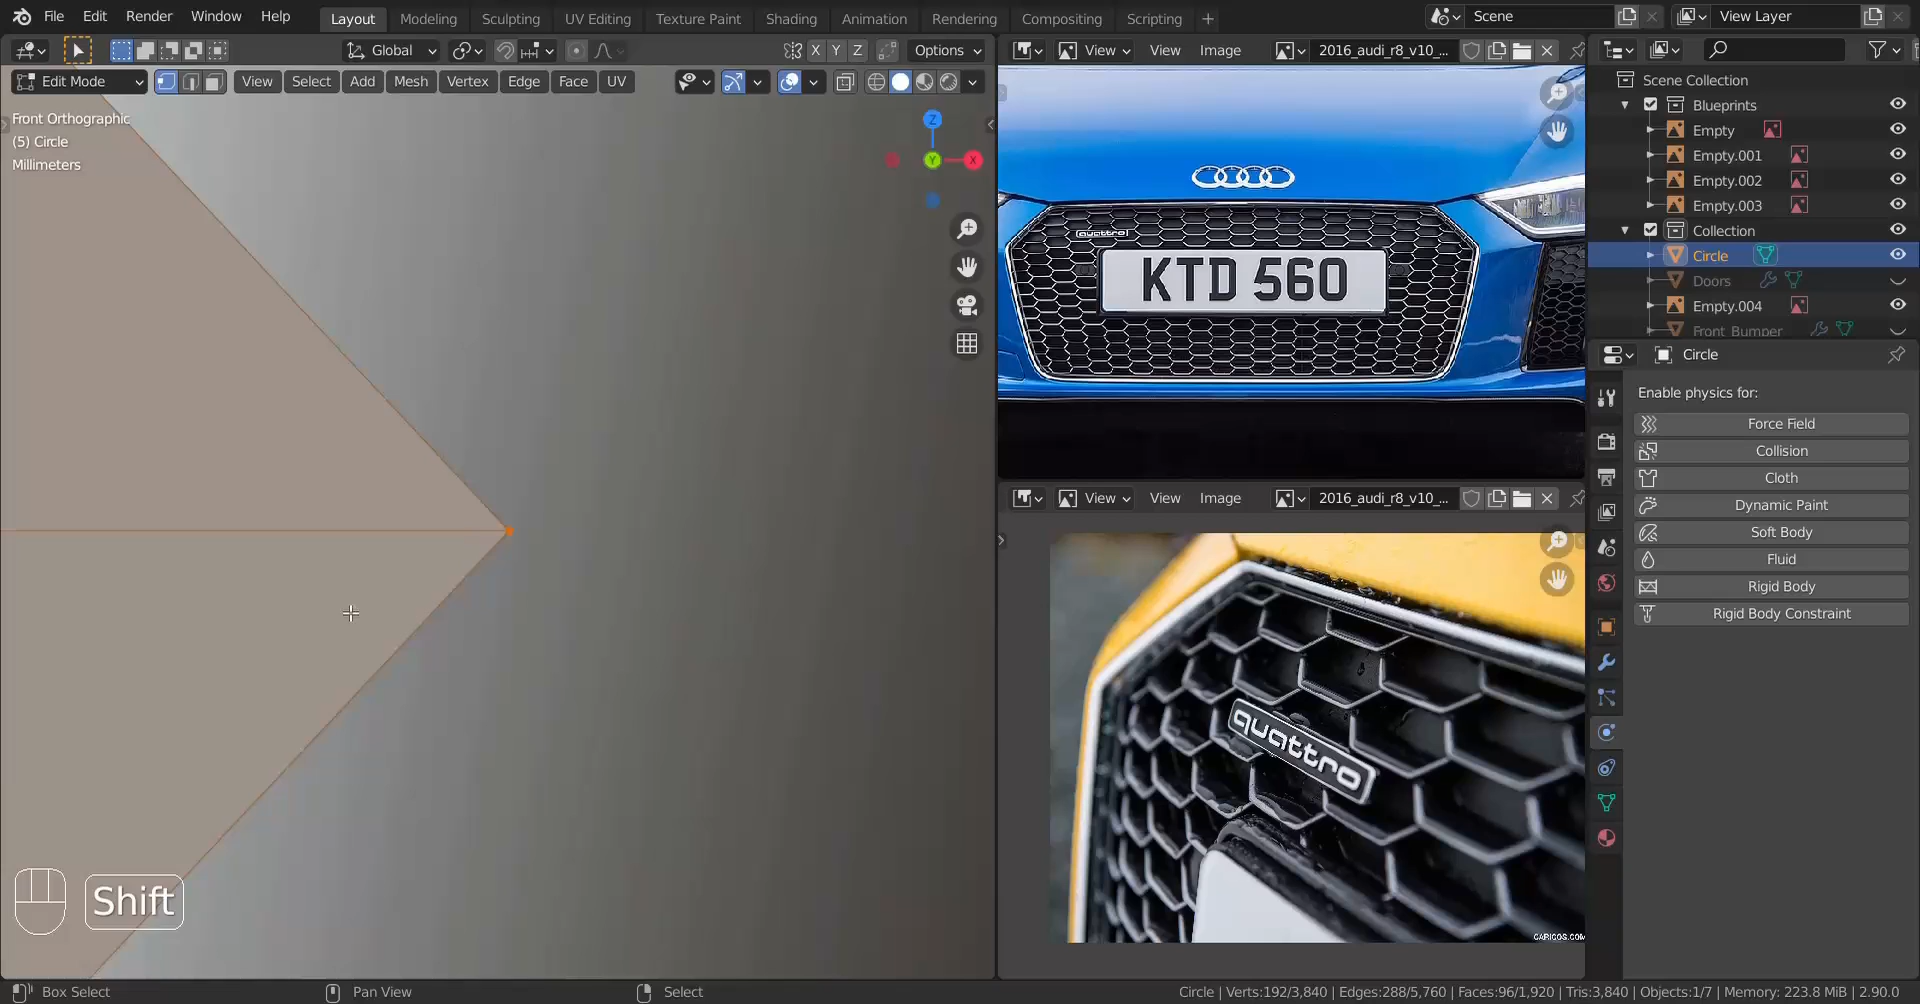 File Edit Render Window Help Layout Modeling Sculpting UV Editing Texture Paint Shading Animation Rendering Compositing Scripting + Scene View Layer
Global X Y Z Options View View Image 2016_audi_r8_v10_...
Edit Mode View Select Add Mesh Vertex Edge Face UV
Front Orthographic
(5) Circle
Millimeters
Z
Y
X
quattro
KTD 560
View View Image 2016_audi_r8_v10_...
quattro
CARICOS.COM
Scene Collection
Blueprints
Empty
Empty.001
Empty.002
Empty.003
Collection
Circle
Doors
Empty.004
Front Bumper
Circle
Enable physics for:
Force Field
Collision
Cloth
Dynamic Paint
Soft Body
Fluid
Rigid Body
Rigid Body Constraint
Shift
Box Select Pan View Select Circle | Verts:192/3,840 | Edges:288/5,760 | Faces:96/1,920 | Tris:3,840 | Objects:1/7 | Memory: 223.8 MiB | 2.90.0